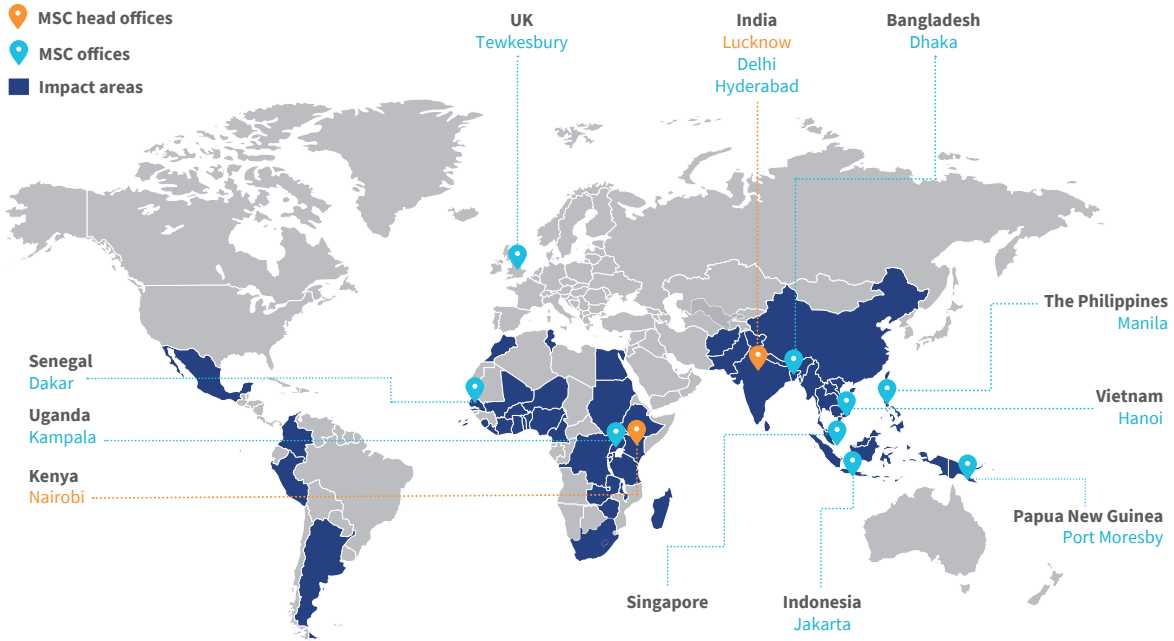 MSC head offices
MSC offices
Impact areas
UK
Tewkesbury
India
Lucknow
Delhi
Hyderabad
Bangladesh
Dhaka
The Philippines
Manila
Vietnam
Hanoi
Papua New Guinea
Port Moresby
Indonesia
Jakarta
Singapore
Senegal
Dakar
Uganda
Kampala
Kenya
Nairobi